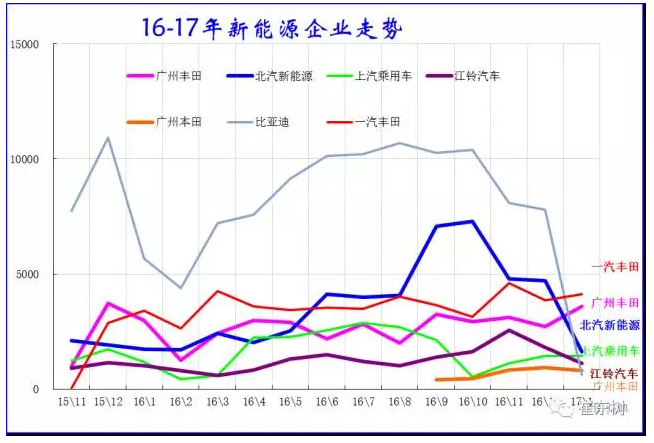 16-17年新能源企业走势
15000
广州丰田 北汽新能源 上汽乘用车 江铃汽车
广州本田 比亚迪 一汽丰田
10000
5000
一汽丰田
广州丰田
北汽新能源
上汽乘用车
江铃汽车
广州本田
0
15\11 15\12 16\1 16\2 16\3 16\4 16\5 16\6 16\7 16\8 16\9 16\10 16\11
崔东树